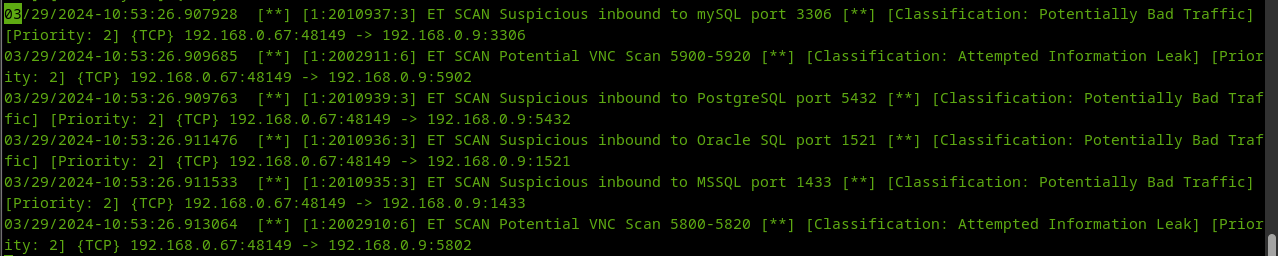 03/29/2024-10:53:26.907928  [**] [1:2010937:3] ET SCAN Suspicious inbound to mySQL port 3306 [**] [Classification: Potentially Bad Traffic]
[Priority: 2] {TCP} 192.168.0.67:48149 -> 192.168.0.9:3306
03/29/2024-10:53:26.909685  [**] [1:2002911:6] ET SCAN Potential VNC Scan 5900-5920 [**] [Classification: Attempted Information Leak] [Prior
ity: 2] {TCP} 192.168.0.67:48149 -> 192.168.0.9:5902
03/29/2024-10:53:26.909763  [**] [1:2010939:3] ET SCAN Suspicious inbound to PostgreSQL port 5432 [**] [Classification: Potentially Bad Traf
fic] [Priority: 2] {TCP} 192.168.0.67:48149 -> 192.168.0.9:5432
03/29/2024-10:53:26.911476  [**] [1:2010936:3] ET SCAN Suspicious inbound to Oracle SQL port 1521 [**] [Classification: Potentially Bad Traf
fic] [Priority: 2] {TCP} 192.168.0.67:48149 -> 192.168.0.9:1521
03/29/2024-10:53:26.911533  [**] [1:2010935:3] ET SCAN Suspicious inbound to MSSQL port 1433 [**] [Classification: Potentially Bad Traffic]
[Priority: 2] {TCP} 192.168.0.67:48149 -> 192.168.0.9:1433
03/29/2024-10:53:26.913064  [**] [1:2002910:6] ET SCAN Potential VNC Scan 5800-5820 [**] [Classification: Attempted Information Leak] [Prior
ity: 2] {TCP} 192.168.0.67:48149 -> 192.168.0.9:5802